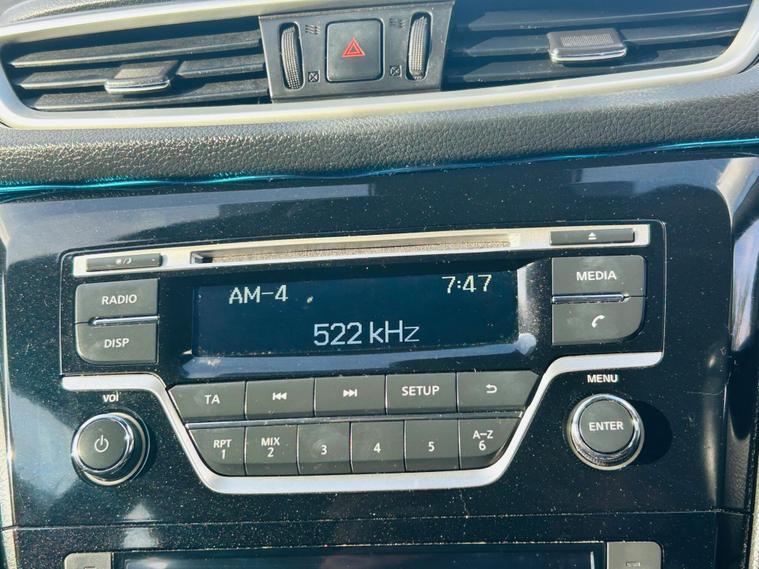 RADIO
DISP
AM-4 7:47
522 kHz
MEDIA
TA
SETUP
RPT
1
MIX
2
3
4
5
A-Z
6
vol
MENU
ENTER